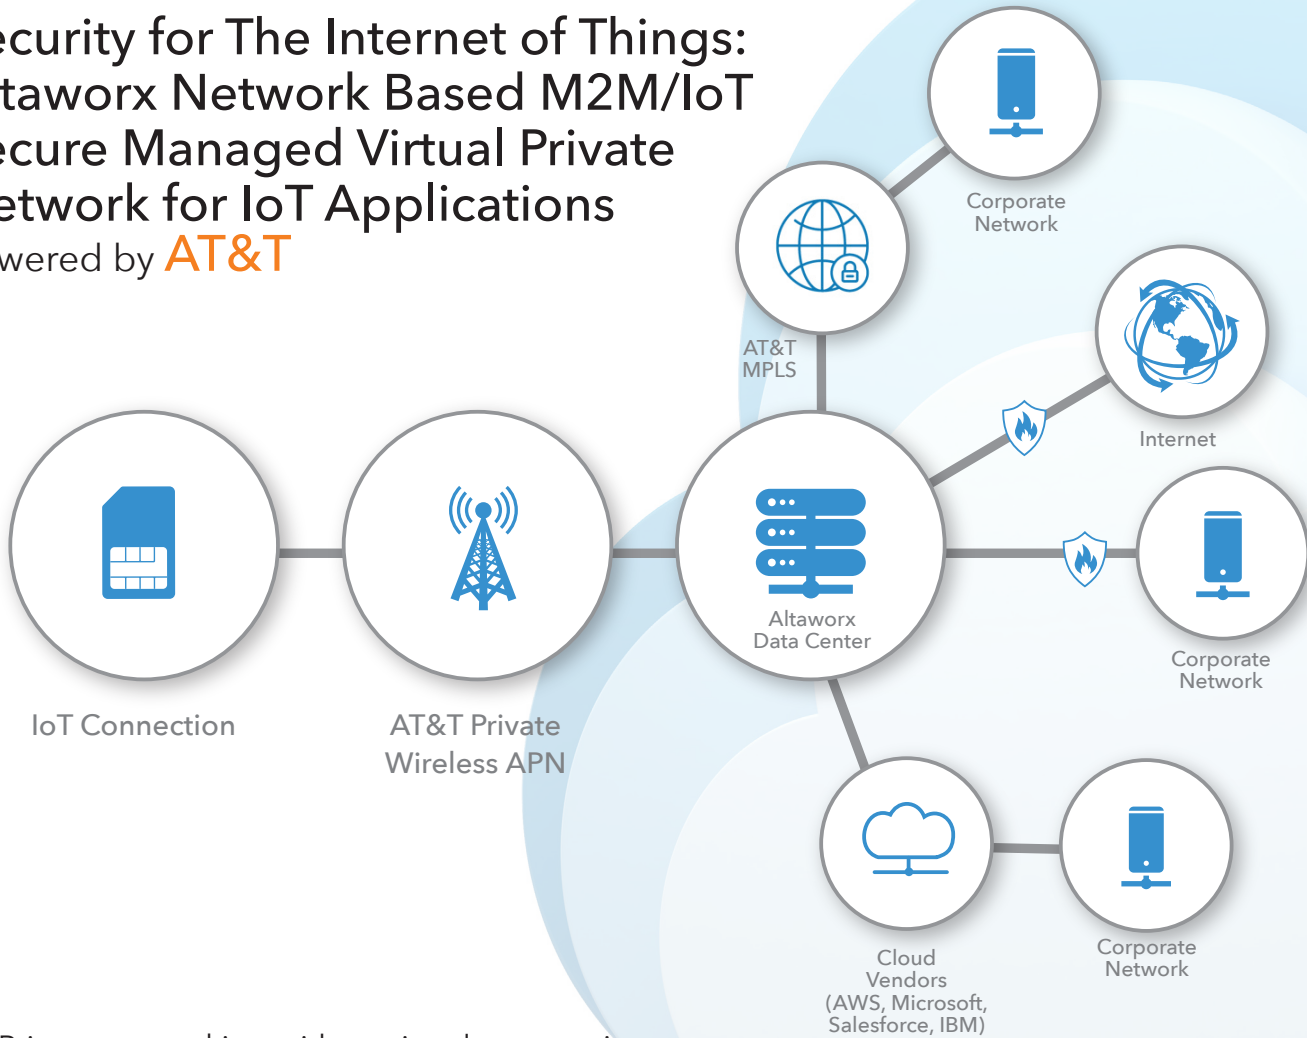 ecurity for The Internet of Things:
taworx Network Based M2M/IoT
ecure Managed Virtual Private
etwork for IoT Applications
wered by AT&T
Corporate
Network
AT&T
MPLS
Internet
Altaworx
Data Center
Corporate
Network
IoT Connection
AT&T Private
Wireless APN
Cloud
Vendors
(AWS, Microsoft,
Salesforce, IBM)
Corporate
Network